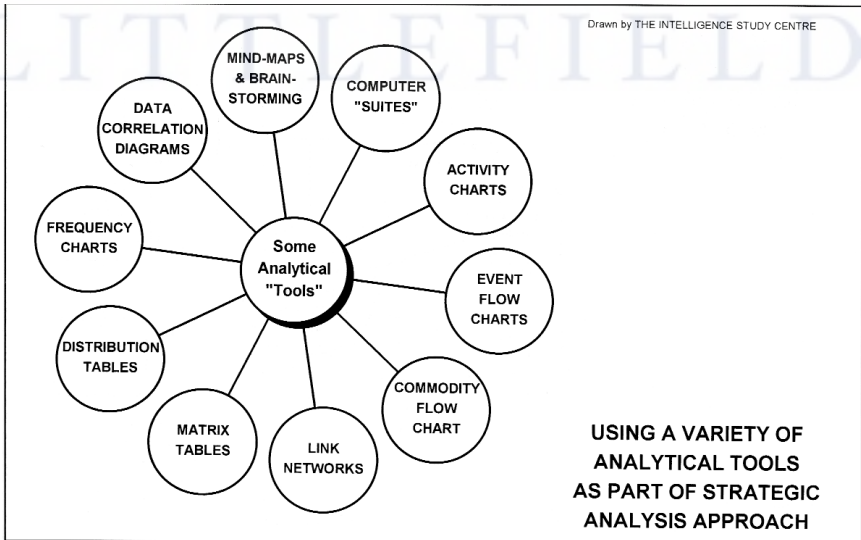 LITTLEFIELD
Drawn by THE INTELLIGENCE STUDY CENTRE
MIND-MAPS
& BRAIN-
STORMING
COMPUTER
"SUITES"
ACTIVITY
CHARTS
EVENT
FLOW
CHARTS
COMMODITY
FLOW
CHART
LINK
NETWORKS
MATRIX
TABLES
DISTRIBUTION
TABLES
FREQUENCY
CHARTS
DATA
CORRELATION
DIAGRAMS
Some
Analytical
"Tools"
USING A VARIETY OF
ANALYTICAL TOOLS
AS PART OF STRATEGIC
ANALYSIS APPROACH